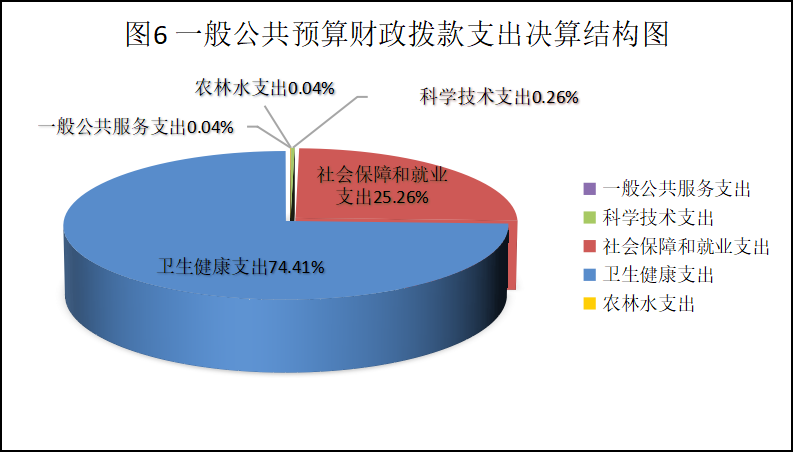 图6 一般公共预算财政拨款支出决算结构图
农林水支出0.04%
科学技术支出0.26%
一般公共服务支出0.04%
社会保障和就业
支出25.26%
卫生健康支出74.41%
一般公共服务支出
科学技术支出
社会保障和就业支出
卫生健康支出
农林水支出